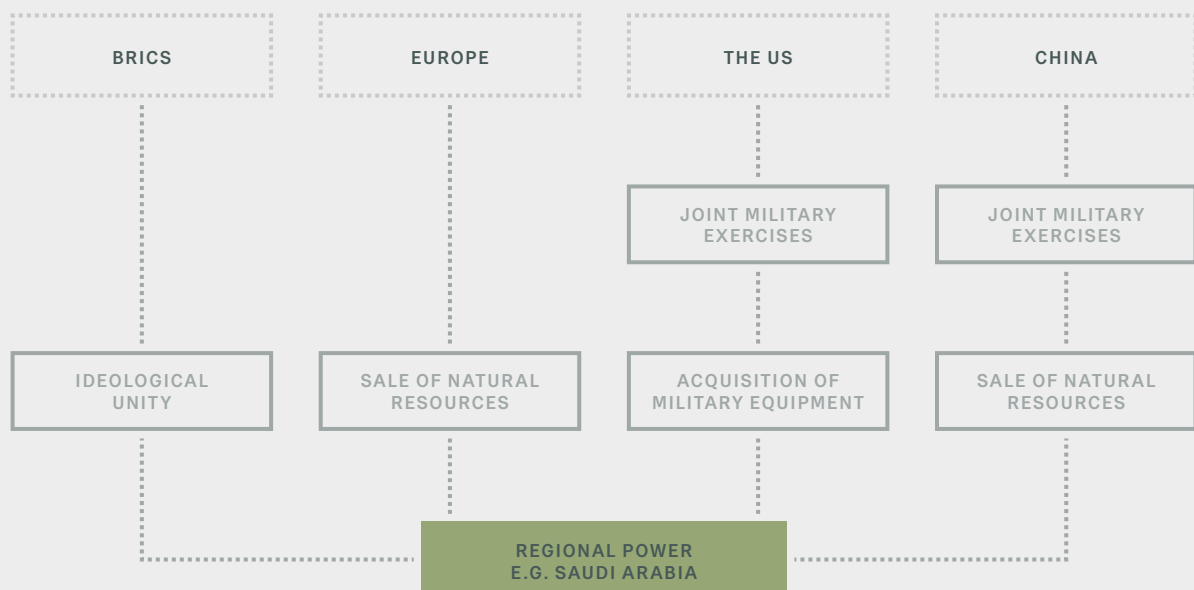 BRICS
EUROPE
THE US
CHINA
JOINT MILITARY
EXERCISES
JOINT MILITARY
EXERCISES
IDEOLOGICAL
UNITY
SALE OF NATURAL
RESOURCES
ACQUISITION OF
MILITARY EQUIPMENT
SALE OF NATURAL
RESOURCES
REGIONAL POWER
E.G. SAUDI ARABIA